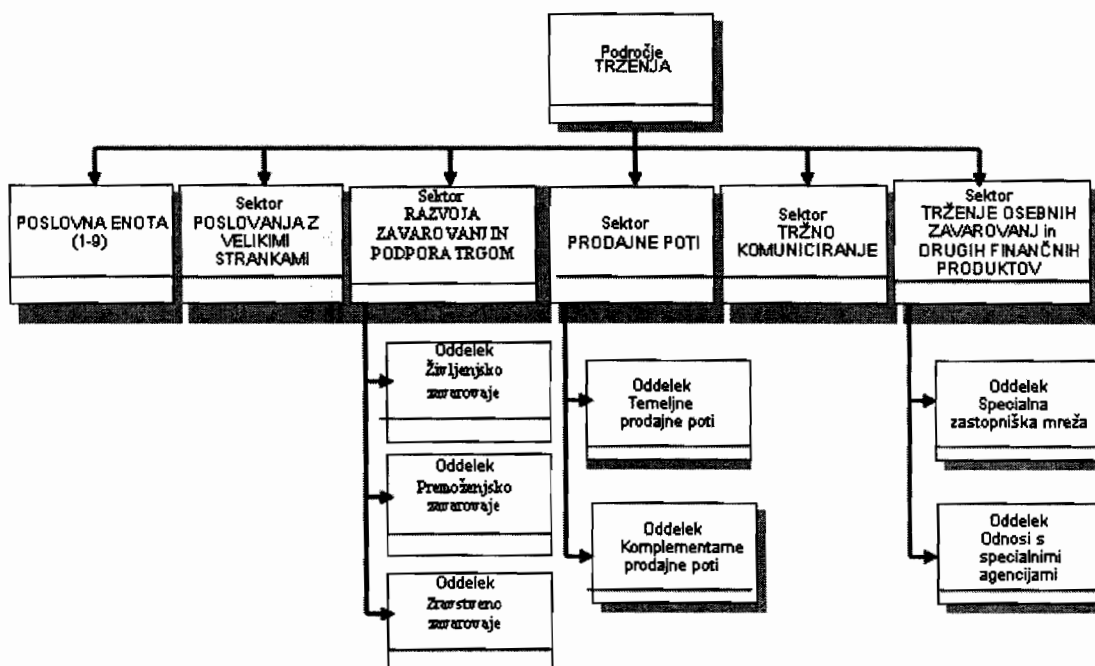 Področje
TRŽENJA
POSLOVNA ENOTA
(1-9)
Sektor
POSLOVANJA Z
VELIKIMI
STRANKAMI
Sektor
RAZVOJA
ZAVAROVANJ IN
PODPORA TRGOM
Sektor
PRODAJNE POTI
Sektor
TRŽNO
KOMUNICIRANJE
Sektor
TRŽENJE OSEBNIH
ZAVAROVANJ in
DRUGIH FINANČNIH
PRODUKTOV
Oddelek
Življenjsko
zavarovaje
Oddelek
Premoženjsko
zavarovaje
Oddelek
Zravstveno
zavarovaje
Oddelek
Temeljne
prodajne poti
Oddelek
Komplementarne
prodajne poti
Oddelek
Specialna
zastopniška mreža
Oddelek
Odnosi s
specialnimi
agencijami